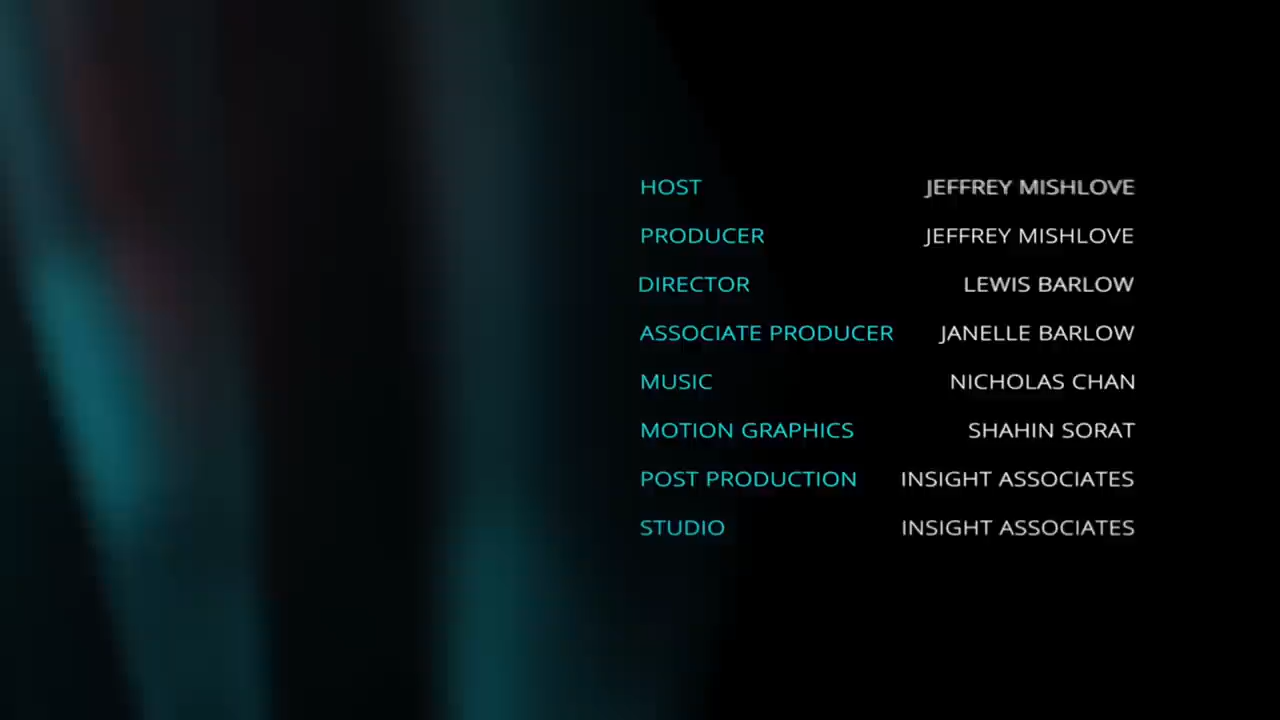 HOST JEFFREY MISHLOVE
PRODUCER JEFFREY MISHLOVE
DIRECTOR LEWIS BARLOW
ASSOCIATE PRODUCER JANELLE BARLOW
MUSIC NICHOLAS CHAN
MOTION GRAPHICS SHAHIN SORAT
POST PRODUCTION INSIGHT ASSOCIATES
STUDIO INSIGHT ASSOCIATES